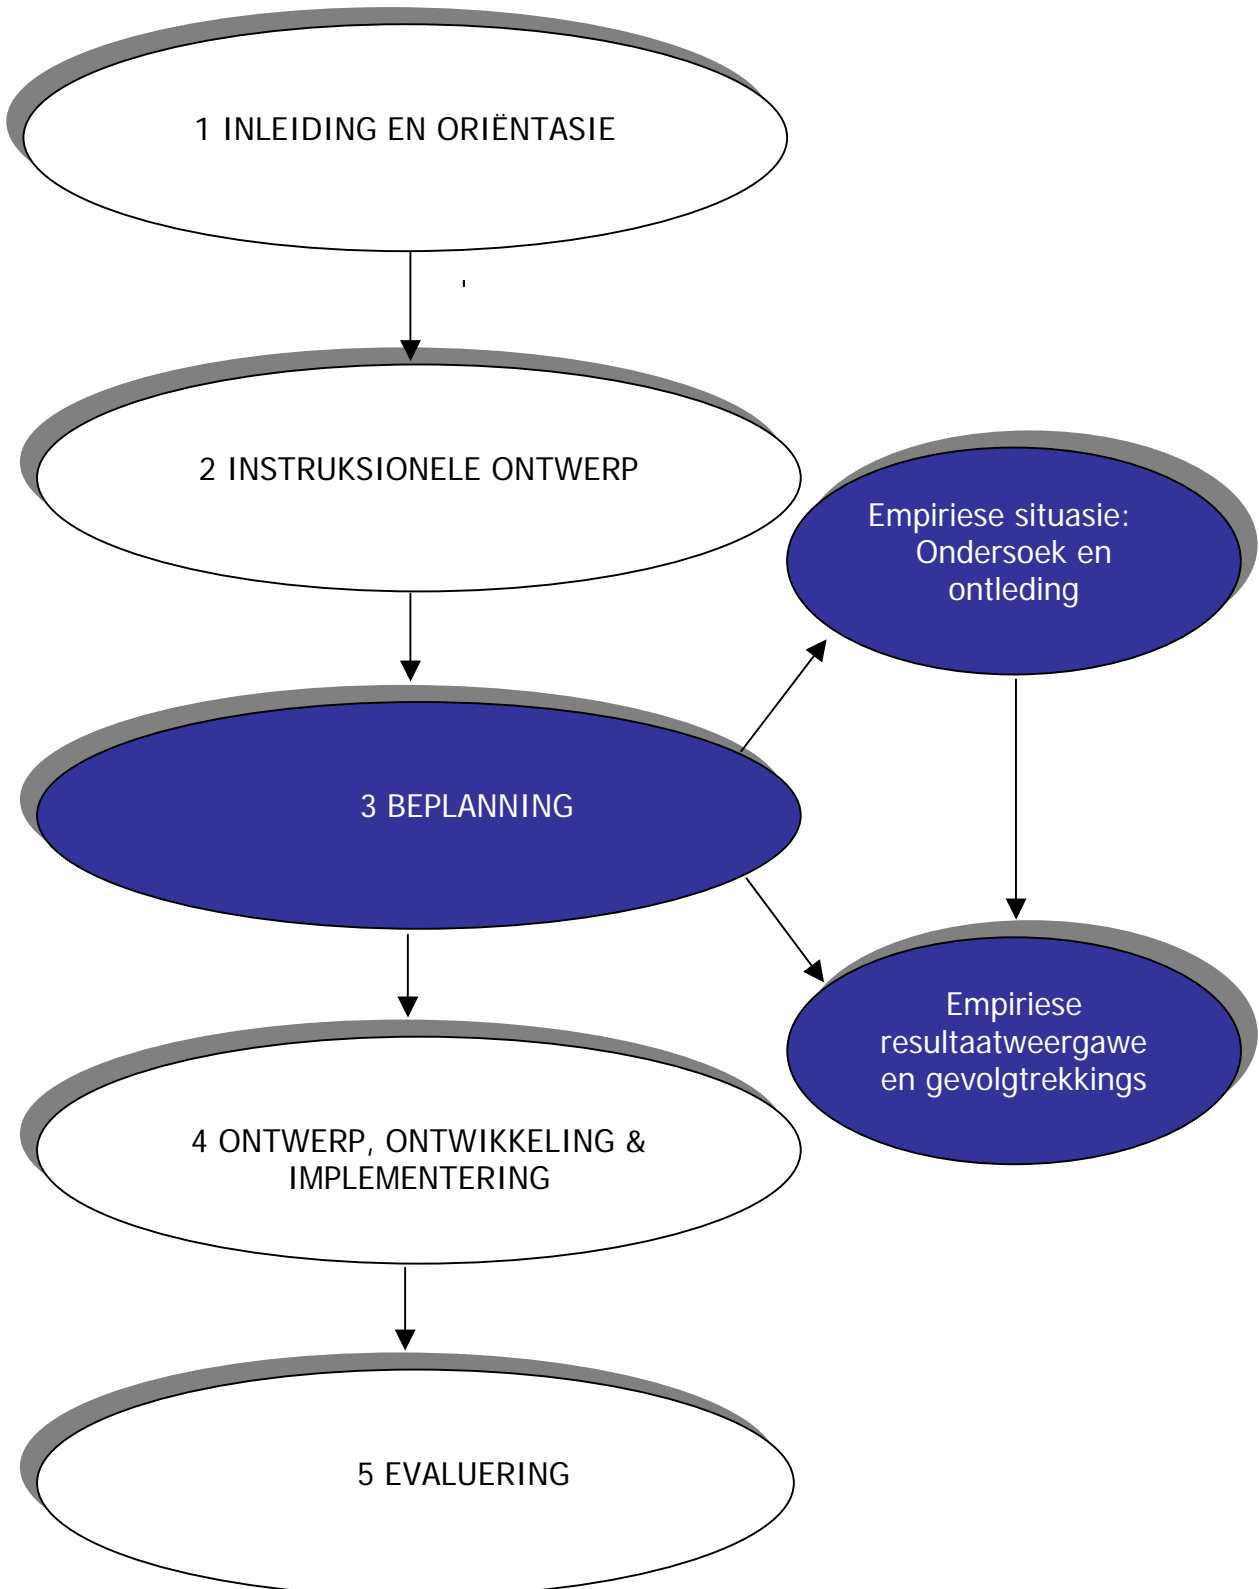 1 INLEIDING EN ORIËNTASIE
2 INSTRUKSIONELE ONTWERP
Empiriese situasie:
Ondersoek en
ontleding
3 BEPLANNING
Empiriese
resultaatweergawe
en gevolgtrekkings
4 ONTWERP, ONTWIKKELING &
IMPLEMENTERING
5 EVALUERING